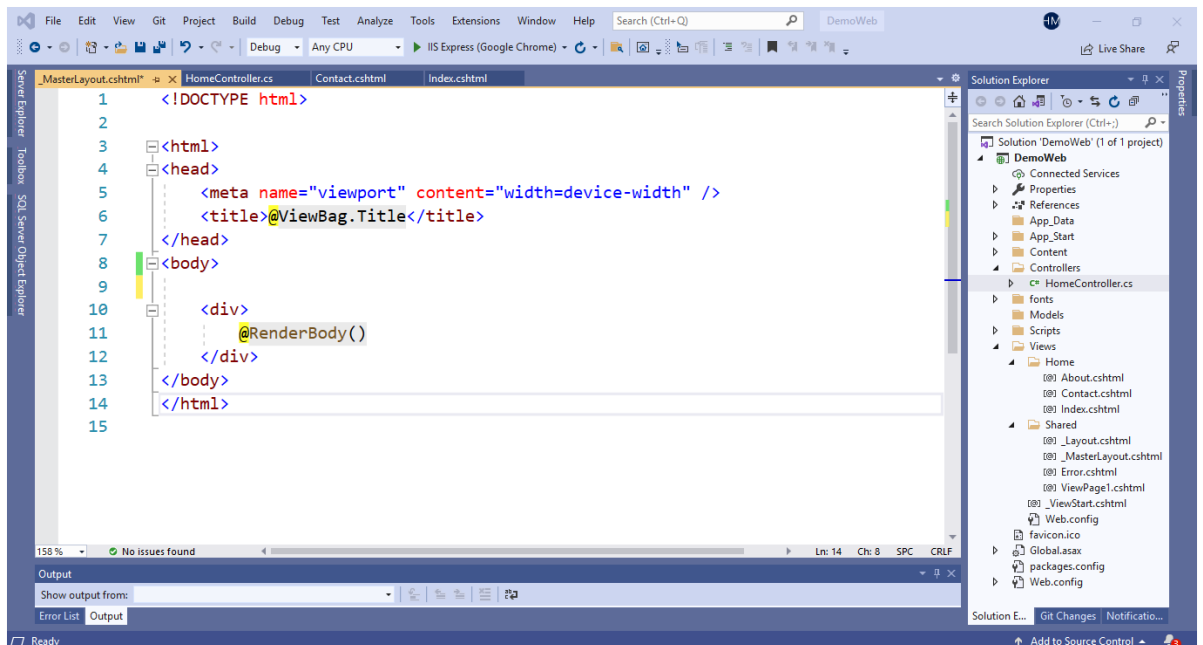 File Edit View Git Project Build Debug Test Analyze Tools Extensions Window Help Search (Ctrl+Q) DemoWeb HM
Debug Any CPU IIS Express (Google Chrome) Live Share
Server Explorer
Toolbox
SQL Server Object Explorer
_MasterLayout.cshtml* HomeController.cs Contact.cshtml Index.cshtml
1 <!DOCTYPE html>
2
3 <html>
4 <head>
5 <meta name="viewport" content="width=device-width" />
6 <title>@ViewBag.Title</title>
7 </head>
8 <body>
9
10 <div>
11 @RenderBody()
12 </div>
13 </body>
14 </html>
15
158 % No issues found Ln: 14 Ch: 8 SPC CRLF
Output
Show output from:
Error List Output
Solution Explorer
Search Solution Explorer (Ctrl+;)
Solution 'DemoWeb' (1 of 1 project)
DemoWeb
Connected Services
Properties
References
App_Data
App_Start
Content
Controllers
C# HomeController.cs
fonts
Models
Scripts
Views
Home
[@] About.cshtml
[@] Contact.cshtml
[@] Index.cshtml
Shared
[@] _Layout.cshtml
[@] _MasterLayout.cshtml
[@] Error.cshtml
[@] ViewPage1.cshtml
[@] _ViewStart.cshtml
Web.config
favicon.ico
Global.asax
packages.config
Web.config
Solution E... Git Changes Notificatio...
Properties
Ready Add to Source Control 3